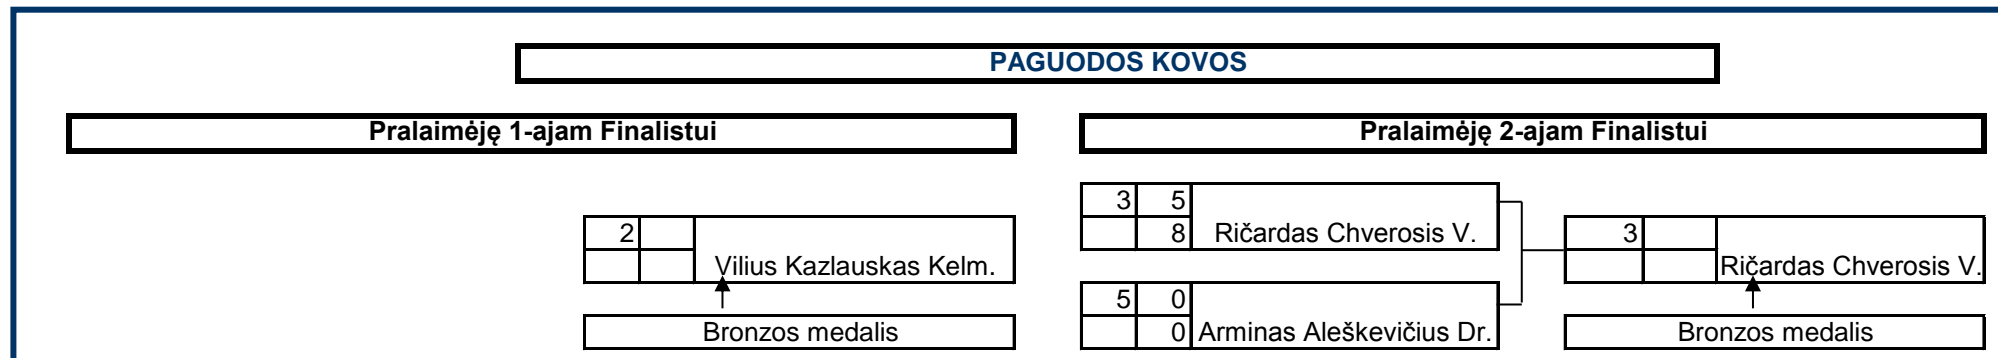 PAGUODOS KOVOS
Pralaimėję 1-ajam Finalistui
Pralaimėję 2-ajam Finalistui
3 5
8 Ričardas Chverosis V.
2
Vilius Kazlauskas Kelm.
3
Ričardas Chverosis V.
5 0
0 Arminas Aleškevičius Dr.
Bronzos medalis
Bronzos medalis